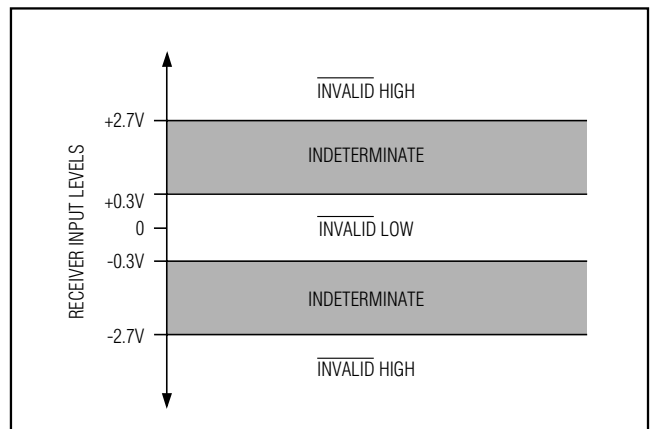 RECEIVER INPUT LEVELS
INVALID HIGH
+2.7V
INDETERMINATE
+0.3V
0
INVALID LOW
-0.3V
INDETERMINATE
-2.7V
INVALID HIGH